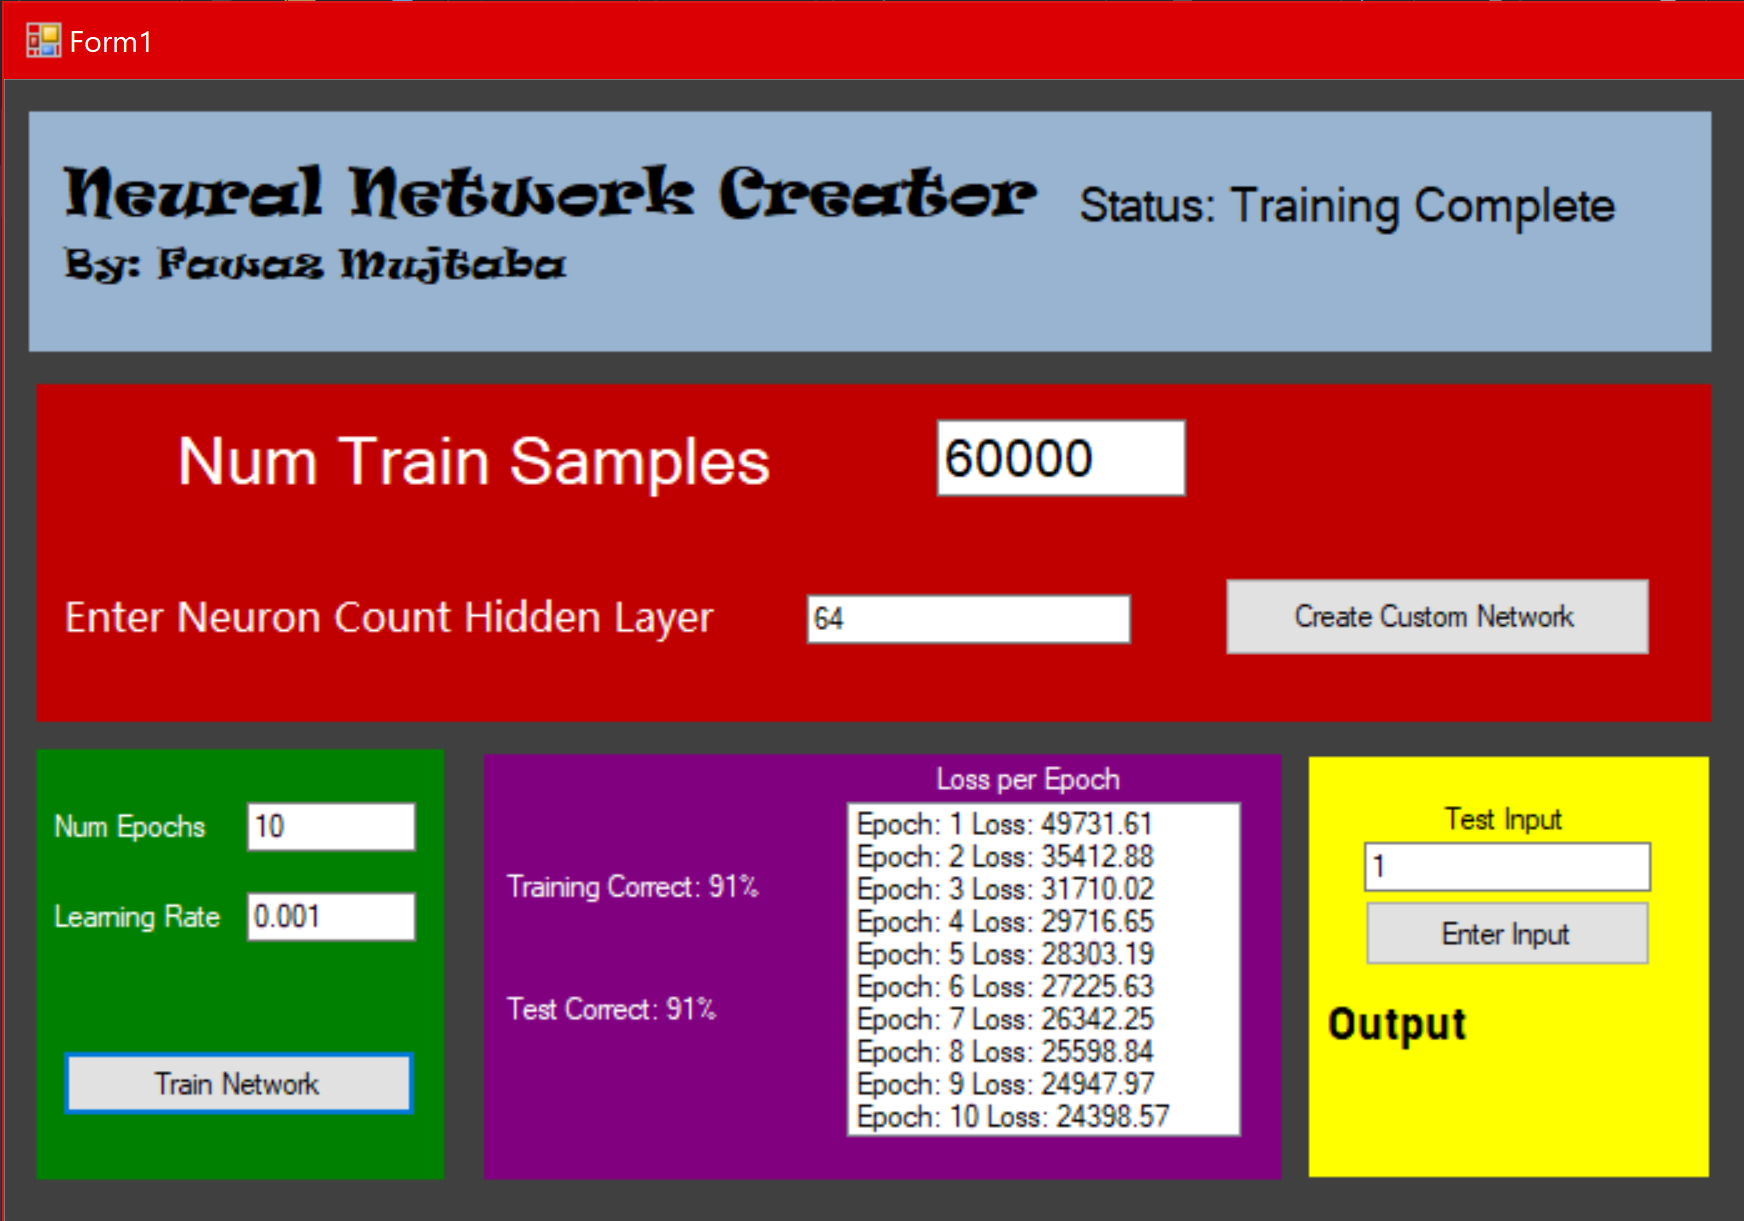 Form1
Neural Network Creator
Status: Training Complete
By: Fawaz Mujtaba
Num Train Samples
60000
Enter Neuron Count Hidden Layer
64
Create Custom Network
Num Epochs
10
Learning Rate
0.001
Train Network
Training Correct: 91%
Test Correct: 91%
Loss per Epoch
Epoch: 1 Loss: 49731.61
Epoch: 2 Loss: 35412.88
Epoch: 3 Loss: 31710.02
Epoch: 4 Loss: 29716.65
Epoch: 5 Loss: 28303.19
Epoch: 6 Loss: 27225.63
Epoch: 7 Loss: 26342.25
Epoch: 8 Loss: 25598.84
Epoch: 9 Loss: 24947.97
Epoch: 10 Loss: 24398.57
Test Input
1
Enter Input
Output